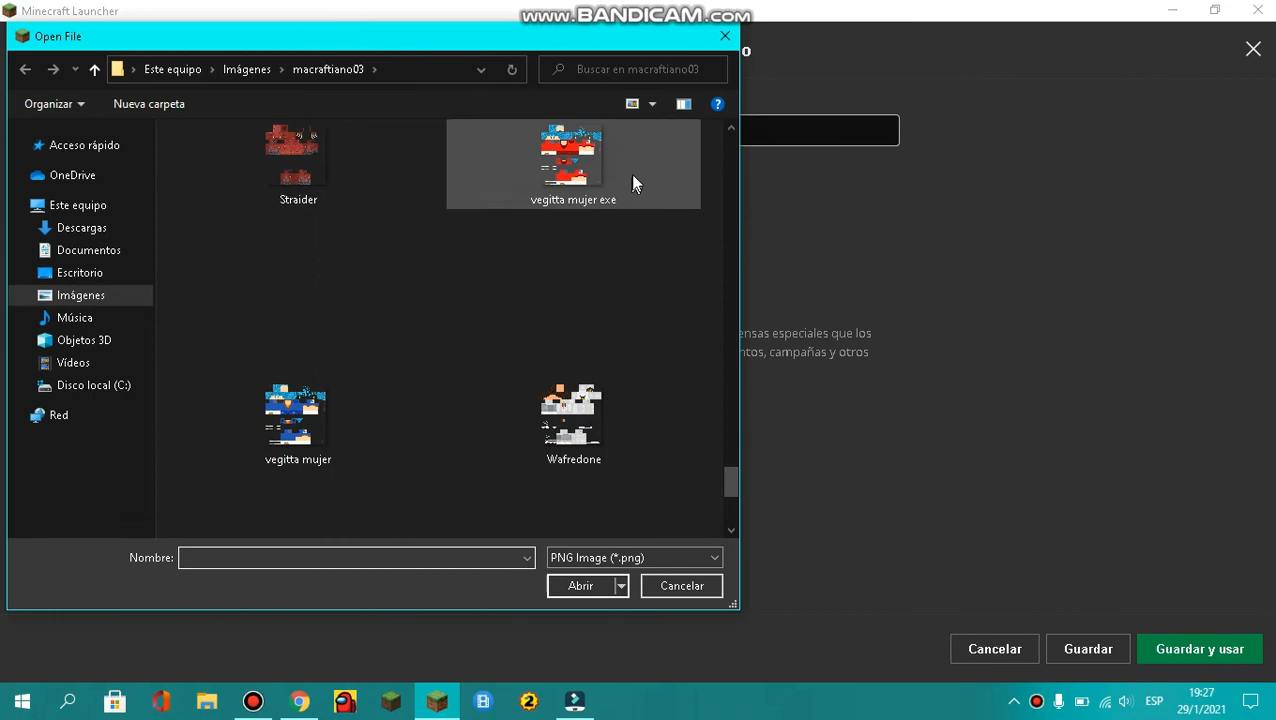 Minecraft Launcher
www.BANDICAM.com
Open File
o
Este equipo
Imágenes
macraftiano03
Buscar en macraftiano03
Organizar
Nueva carpeta
Acceso rápido
OneDrive
Este equipo
Descargas
Documentos
Escritorio
Imágenes
Música
Objetos 3D
Vídeos
Disco local (C:)
Red
Straider
vegitta mujer exe
vegitta mujer
Wafredone
ensas especiales que los
ntos, campañas y otros
Nombre:
PNG Image (*.png)
Abrir
Cancelar
Cancelar
Guardar
Guardar y usar
2
ESP
19:27
29/1/2021